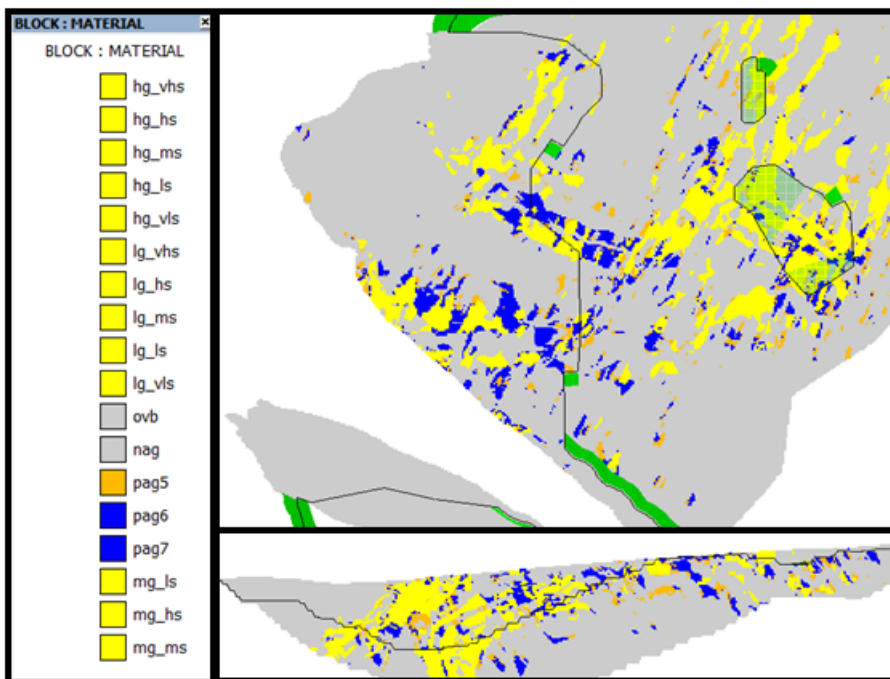 BLOCK : MATERIAL
BLOCK : MATERIAL
hg_vhs
hg_hs
hg_ms
hg_ls
hg_vls
lg_vhs
lg_hs
lg_ms
lg_ls
lg_vls
ovb
nag
pag5
pag6
pag7
mg_ls
mg_hs
mg_ms